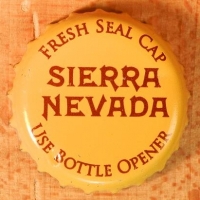 FRESH SEAL CAP
SIERRA
NEVADA
USE BOTTLE OPENER